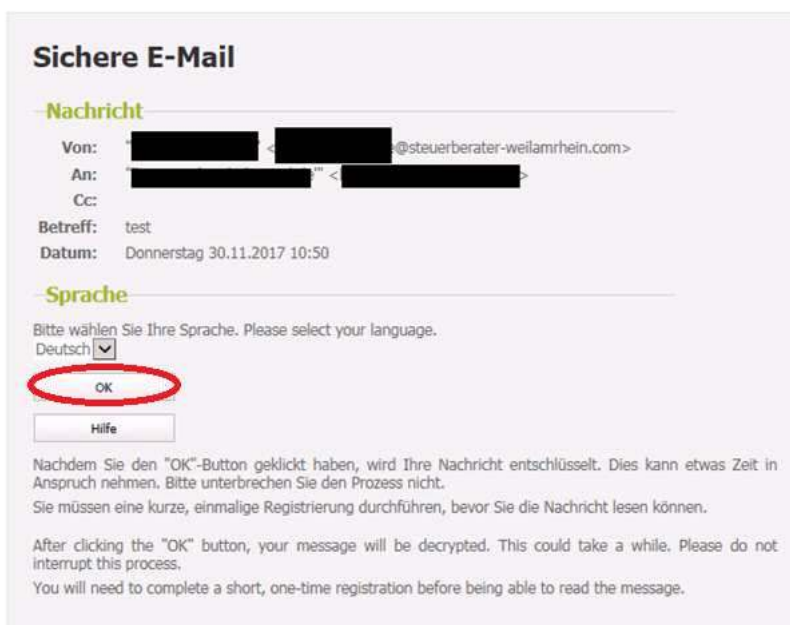 Sichere E-Mail
Nachricht
Von: " " < @steuerberater-weilamrhein.com>
An: " '" < >
Cc:
Betreff: test
Datum: Donnerstag 30.11.2017 10:50
Sprache
Bitte wählen Sie Ihre Sprache. Please select your language.
Deutsch
OK
Hilfe
Nachdem Sie den "OK"-Button geklickt haben, wird Ihre Nachricht entschlüsselt. Dies kann etwas Zeit in
Anspruch nehmen. Bitte unterbrechen Sie den Prozess nicht.
Sie müssen eine kurze, einmalige Registrierung durchführen, bevor Sie die Nachricht lesen können.
After clicking the "OK" button, your message will be decrypted. This could take a while. Please do not
interrupt this process.
You will need to complete a short, one-time registration before being able to read the message.